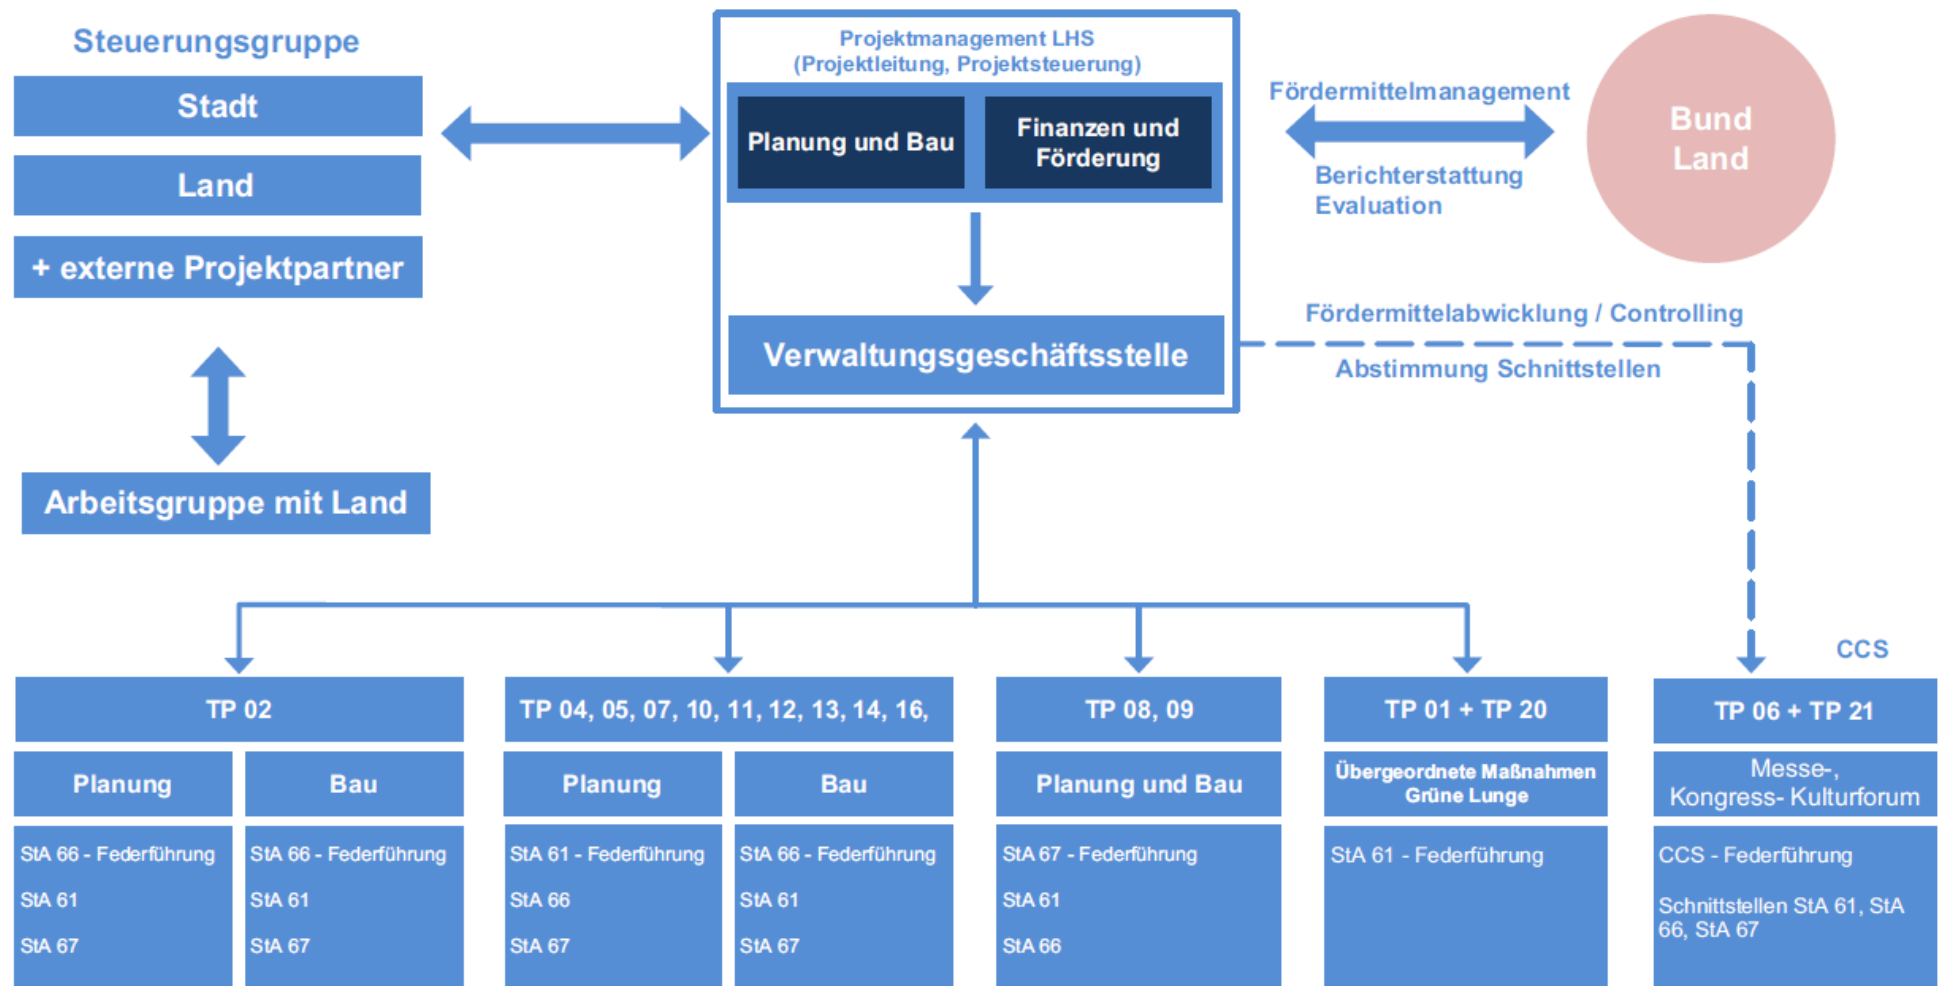 Steuerungsgruppe
Stadt
Land
+ externe Projektpartner
Arbeitsgruppe mit Land
Projektmanagement LHS
(Projektleitung, Projektsteuerung)
Planung und Bau
Finanzen und
Förderung
Verwaltungsgeschäftsstelle
Fördermittelmanagement
Berichterstattung
Evaluation
Bund
Land
Fördermittelabwicklung / Controlling
Abstimmung Schnittstellen
CCS
TP 02
Planung
StA 66 - Federführung
StA 61
StA 67
Bau
StA 66 - Federführung
StA 61
StA 67
TP 04, 05, 07, 10, 11, 12, 13, 14, 16,
Planung
StA 61 - Federführung
StA 66
StA 67
Bau
StA 66 - Federführung
StA 61
StA 67
TP 08, 09
Planung und Bau
StA 67 - Federführung
StA 61
StA 66
TP 01 + TP 20
Übergeordnete Maßnahmen
Grüne Lunge
StA 61 - Federführung
TP 06 + TP 21
Messe-,
Kongress- Kulturforum
CCS - Federführung
Schnittstellen StA 61, StA
66, StA 67